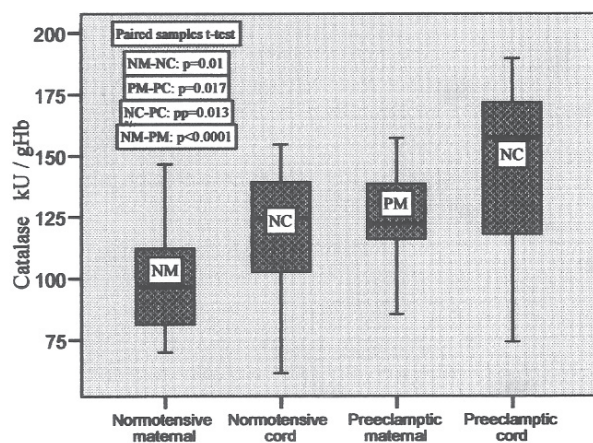 200
175
150
125
100
75
Catalase kU / gHb
Paired samples t-test
NM-NC: p=0.01
PM-PC: p=0.017
NC-PC: pp=0.013
NM-PM: p<0.0001
NM
NC
PM
NC
Normotensive maternal
Normotensive cord
Preeclamptic maternal
Preeclamptic cord